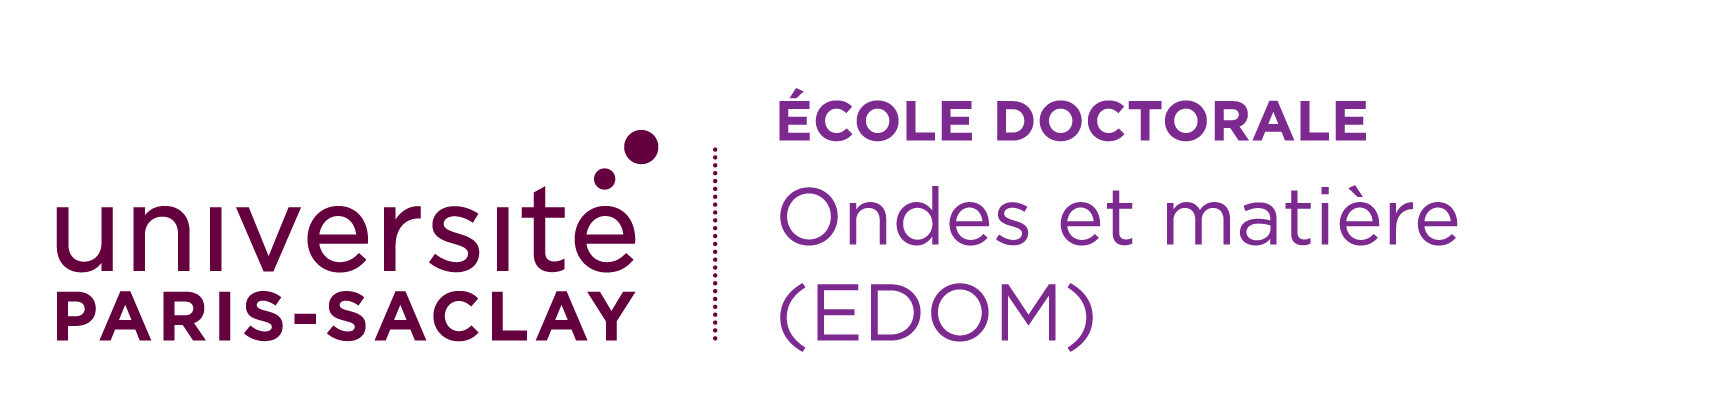 université
PARIS-SACLAY
ÉCOLE DOCTORALE
Ondes et matière
(EDOM)